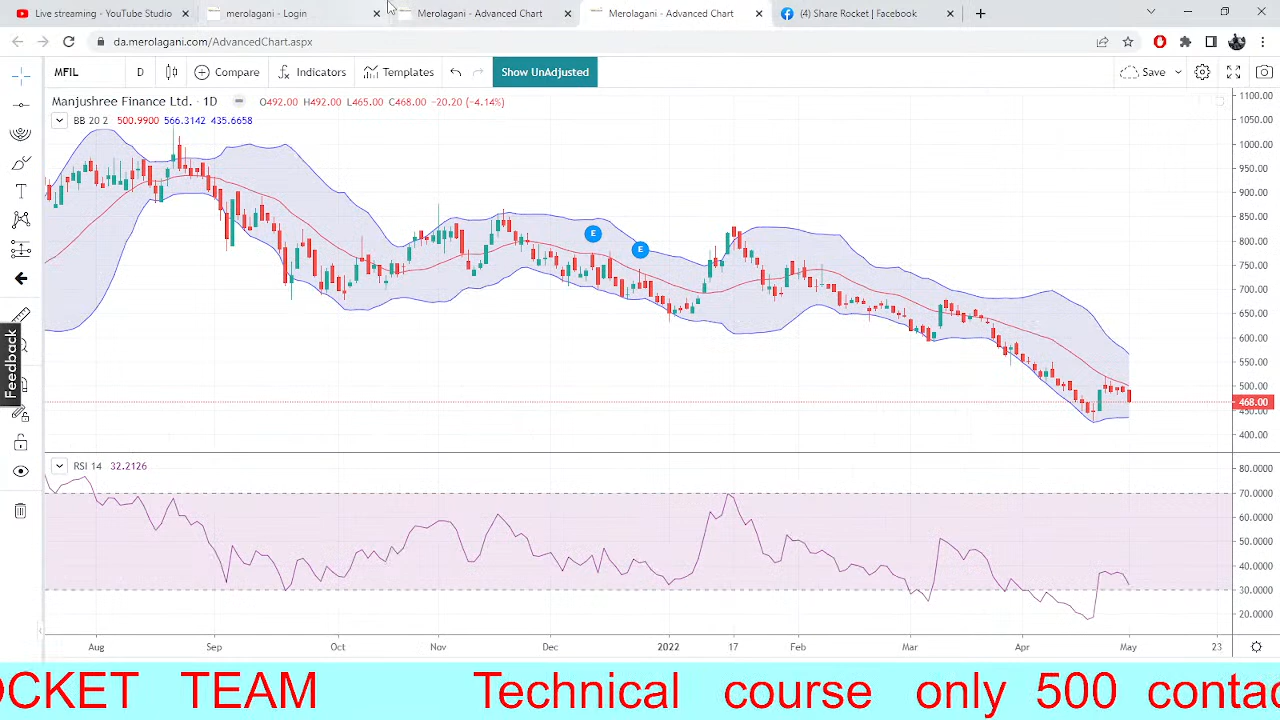 Live streaming - YouTube Studio
merolagani - Login
Merolagani - Advanced Chart
Merolagani - Advanced Chart
(4) Share Rocket | Facebook
da.merolagani.com/AdvancedChart.aspx
MFIL D Compare Indicators Templates Show UnAdjusted Save
Manjushree Finance Ltd. · 1D O492.00 H492.00 L465.00 C468.00 -20.20 (-4.14%)
BB 20 2 500.9900 566.3142 435.6658
1100.00
1050.00
1000.00
950.00
900.00
850.00
800.00
750.00
700.00
650.00
600.00
550.00
500.00
468.00
450.00
400.00
E
E
Feedback
RSI 14 32.2126
80.0000
70.0000
60.0000
50.0000
40.0000
30.0000
20.0000
Aug Sep Oct Nov Dec 2022 17 Feb Mar Apr May 23
OCKET TEAM Technical course only 500 contac